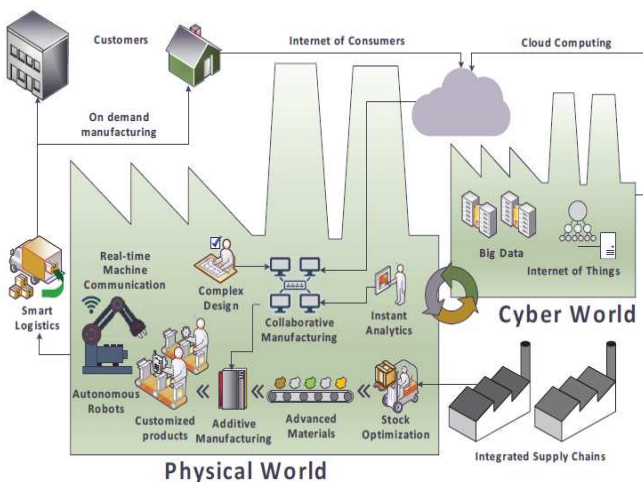 Customers
Internet of Consumers
Cloud Computing
On demand
manufacturing
Real-time
Machine
Communication
Smart
Logistics
Complex
Design
Collaborative
Manufacturing
Instant
Analytics
Big Data
Internet of Things
Cyber World
Autonomous
Robots
Customized
products
Additive
Manufacturing
Advanced
Materials
Stock
Optimization
Integrated Supply Chains
Physical World